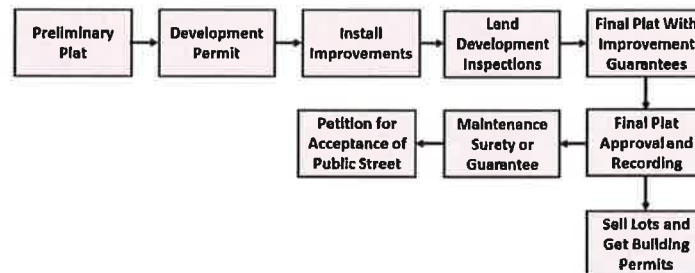 Preliminary
Plat
Development
Permit
Install
Improvements
Land
Development
Inspections
Final Plat With
Improvement
Guarantees
Petition for
Acceptance of
Public Street
Maintenance
Surety or
Guarantee
Final Plat
Approval and
Recording
Sell Lots and
Get Building
Permits